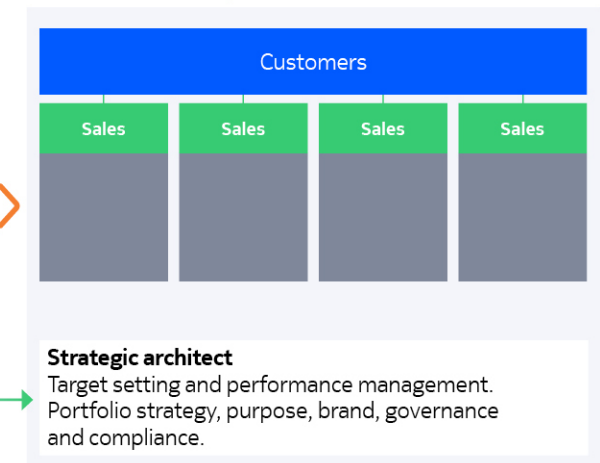 Customers
Sales Sales Sales Sales
Strategic architect
Target setting and performance management.
Portfolio strategy, purpose, brand, governance
and compliance.